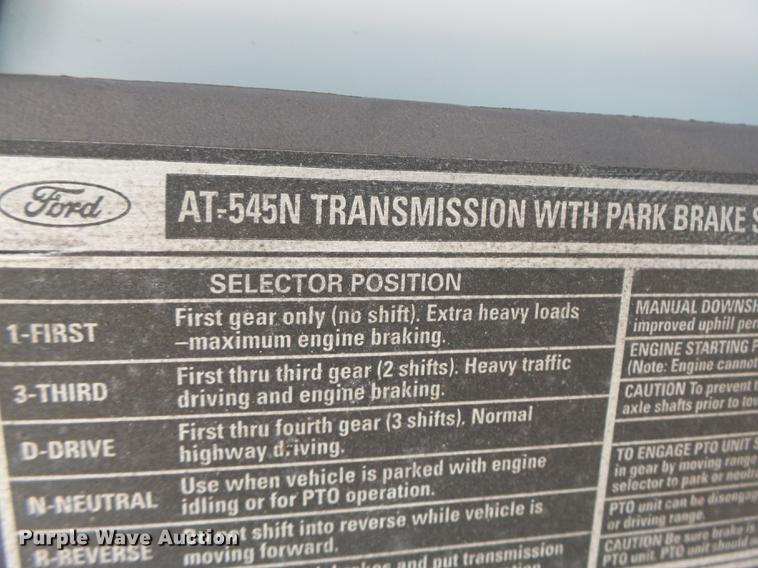 Ford
AT-545N TRANSMISSION WITH PARK BRAKE
SELECTOR POSITION
1-FIRST
First gear only (no shift). Extra heavy loads
–maximum engine braking.
3-THIRD
First thru third gear (2 shifts). Heavy traffic
driving and engine braking.
D-DRIVE
First thru fourth gear (3 shifts). Normal
highway driving.
N-NEUTRAL
Use when vehicle is parked with engine
idling or for PTO operation.
R-REVERSE
not shift into reverse while vehicle is
moving forward.
and put transmission
MANUAL DOWNSH
improved uphill per
ENGINE STARTING P
(Note: Engine cannot
CAUTION To prevent t
axle shafts prior to tow
TO ENGAGE PTO UNIT S
in gear by moving range
selector to park or neutr
PTO unit can be disengag
or driving range.
CAUTION Be sure brake is
PTO unit. PTO unit should
Purple Wave Auction